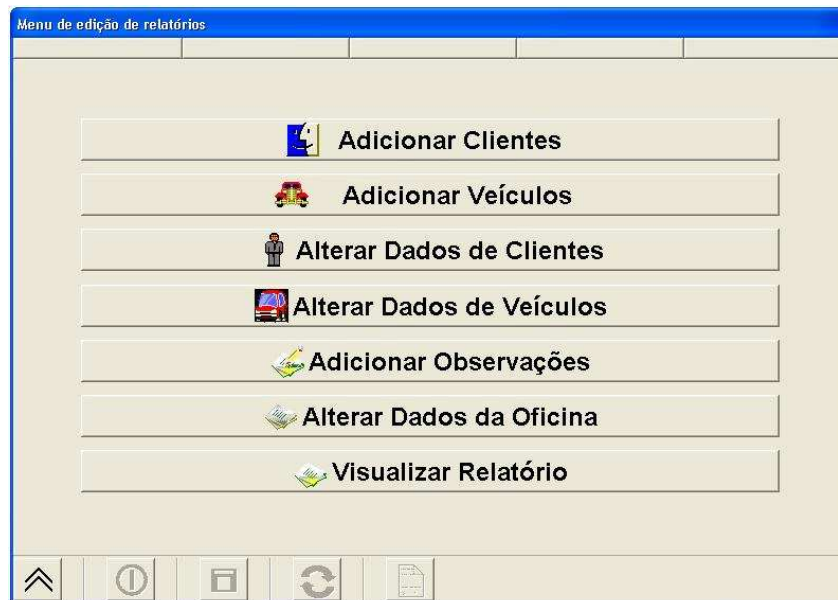 Menu de edição de relatórios
Adicionar Clientes
Adicionar Veículos
Alterar Dados de Clientes
Alterar Dados de Veículos
Adicionar Observações
Alterar Dados da Oficina
Visualizar Relatório